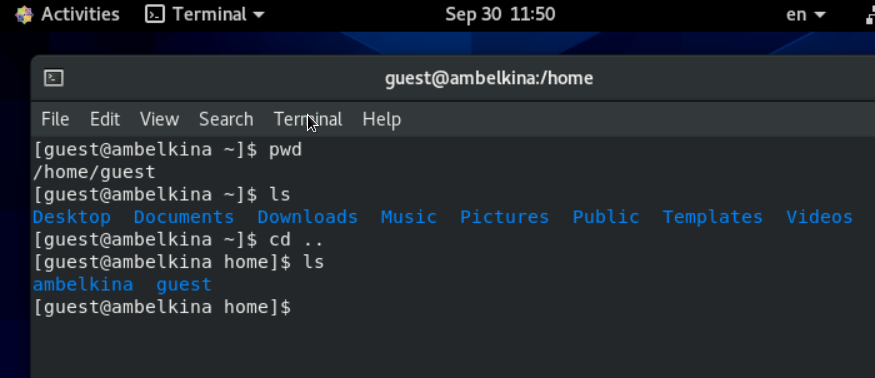 Activities Terminal Sep 30 11:50 en
guest@ambelkina:/home
File Edit View Search Terminal Help
[guest@ambelkina ~]$ pwd
/home/guest
[guest@ambelkina ~]$ ls
Desktop Documents Downloads Music Pictures Public Templates Videos
[guest@ambelkina ~]$ cd ..
[guest@ambelkina home]$ ls
ambelkina guest
[guest@ambelkina home]$